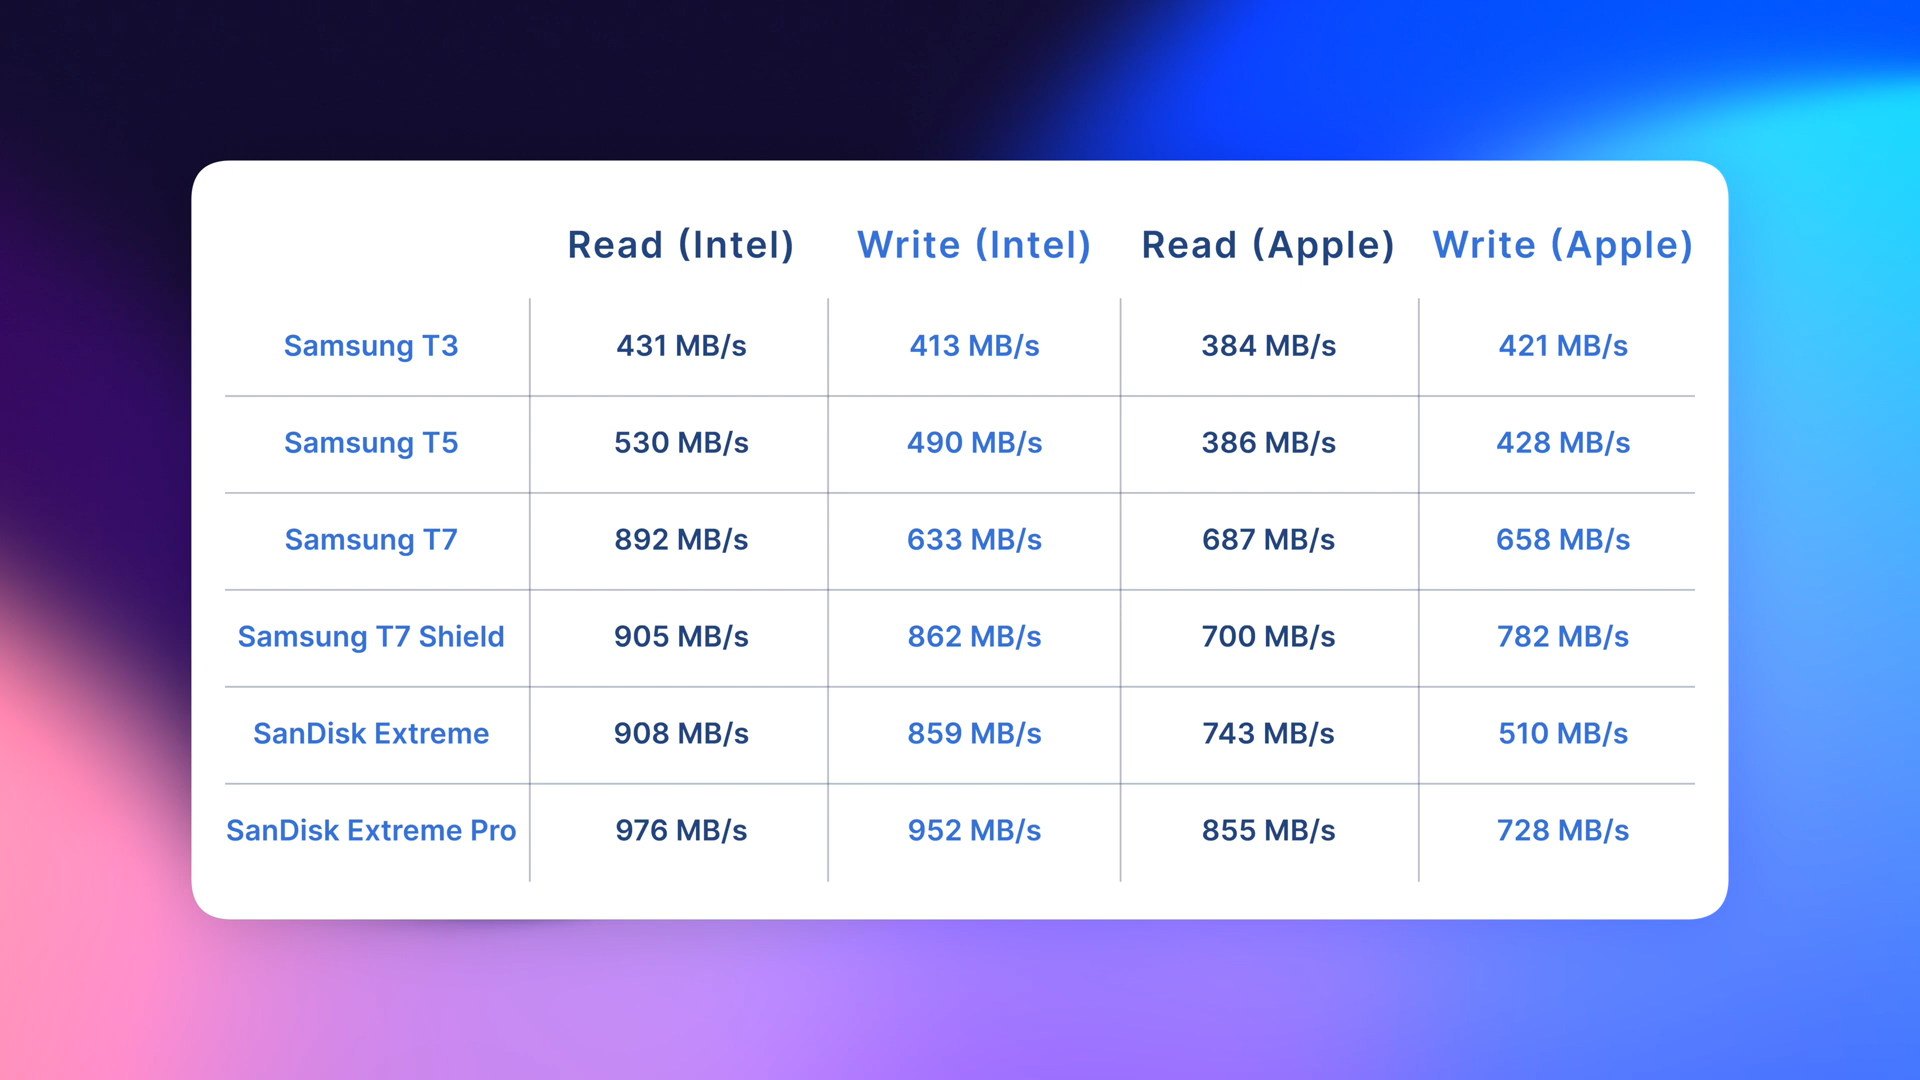 Read (Intel) Write (Intel) Read (Apple) Write (Apple)
Samsung T3 431 MB/s 413 MB/s 384 MB/s 421 MB/s
Samsung T5 530 MB/s 490 MB/s 386 MB/s 428 MB/s
Samsung T7 892 MB/s 633 MB/s 687 MB/s 658 MB/s
Samsung T7 Shield 905 MB/s 862 MB/s 700 MB/s 782 MB/s
SanDisk Extreme 908 MB/s 859 MB/s 743 MB/s 510 MB/s
SanDisk Extreme Pro 976 MB/s 952 MB/s 855 MB/s 728 MB/s